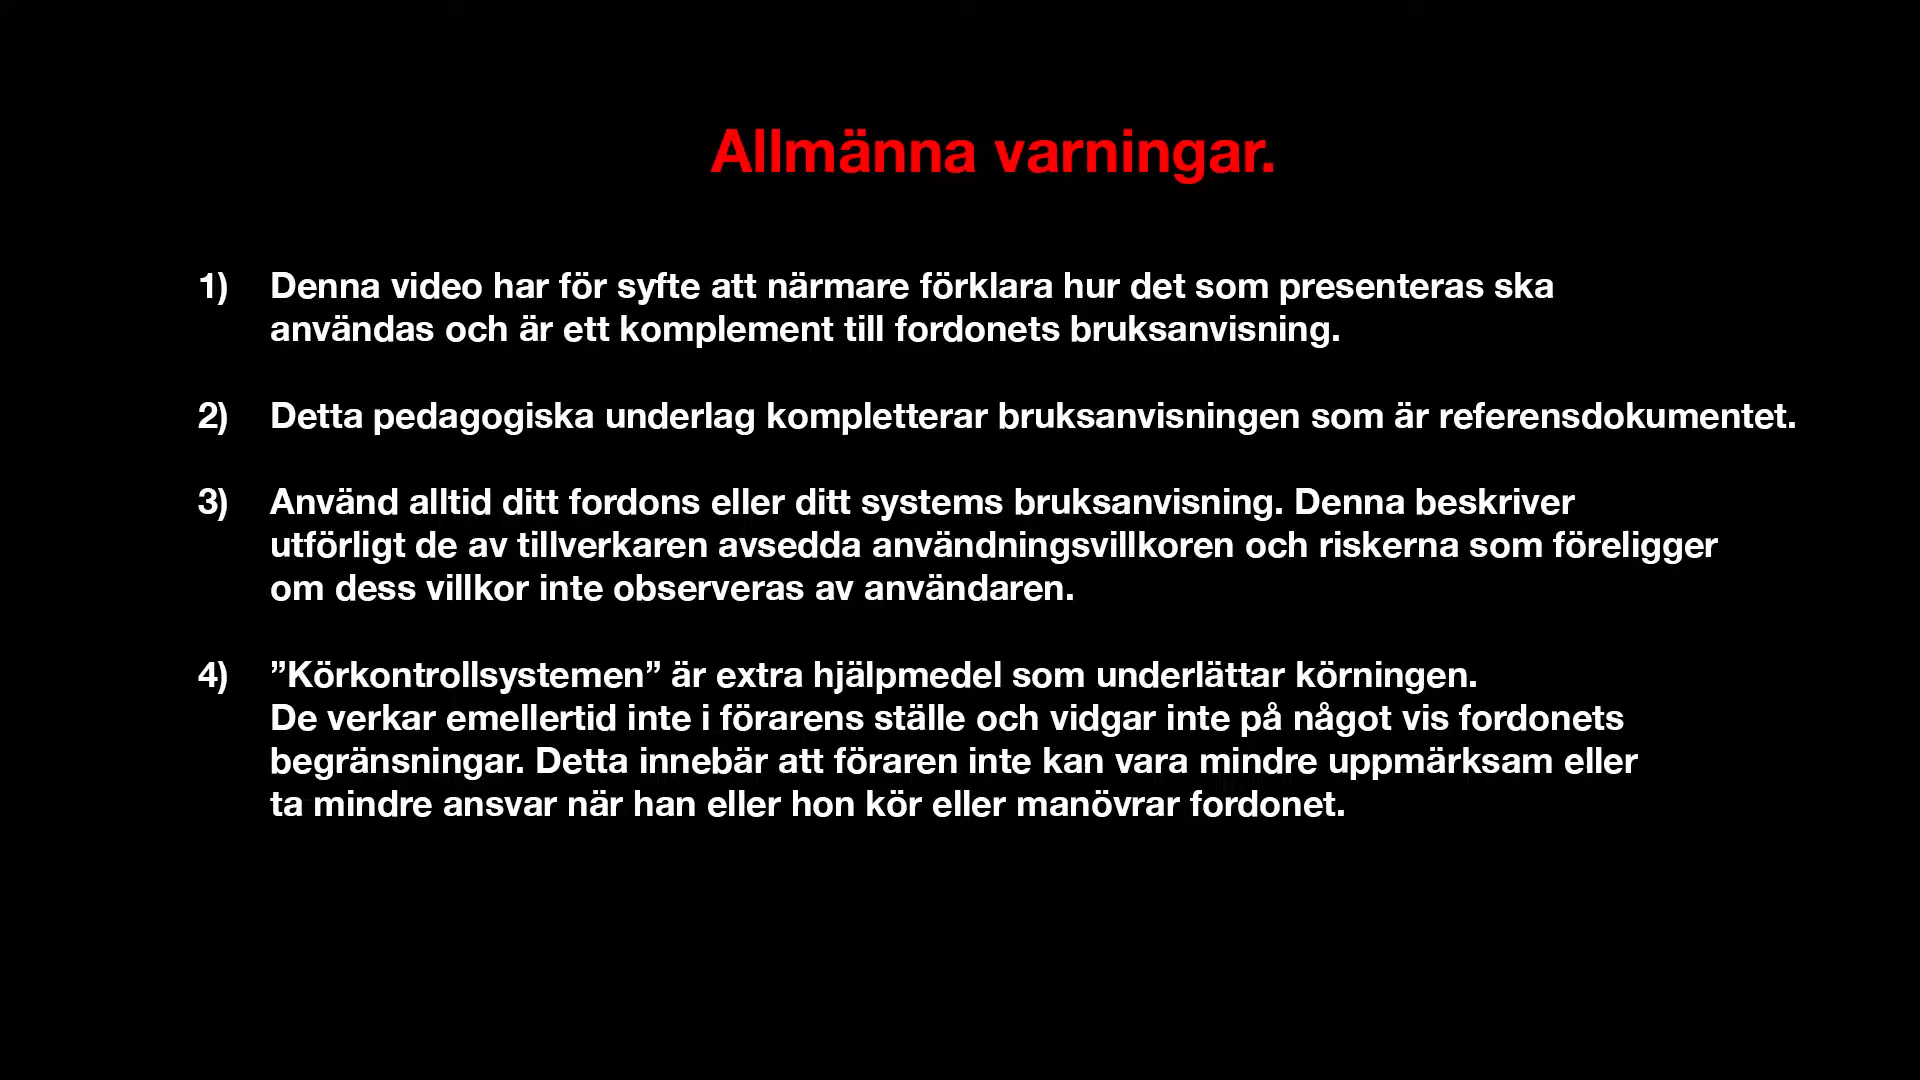 Allmänna varningar.
1) Denna video har för syfte att närmare förklara hur det som presenteras ska
användas och är ett komplement till fordonets bruksanvisning.
2) Detta pedagogiska underlag kompletterar bruksanvisningen som är referensdokumentet.
3) Använd alltid ditt fordons eller ditt systems bruksanvisning. Denna beskriver
utförligt de av tillverkaren avsedda användningsvillkoren och riskerna som föreligger
om dess villkor inte observeras av användaren.
4) ”Körkontrollsystemen” är extra hjälpmedel som underlättar körningen.
De verkar emellertid inte i förarens ställe och vidgar inte på något vis fordonets
begränsningar. Detta innebär att föraren inte kan vara mindre uppmärksam eller
ta mindre ansvar när han eller hon kör eller manövrar fordonet.